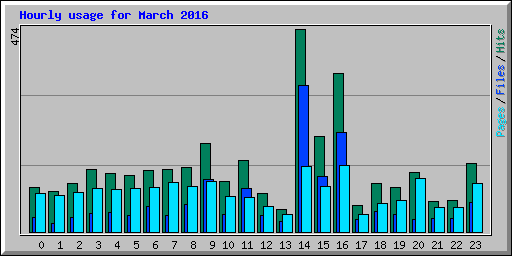 Hourly usage for March 2016
474
Pages/Files/Hits
0 1 2 3 4 5 6 7 8 9 10 11 12 13 14 15 16 17 18 19 20 21 22 23